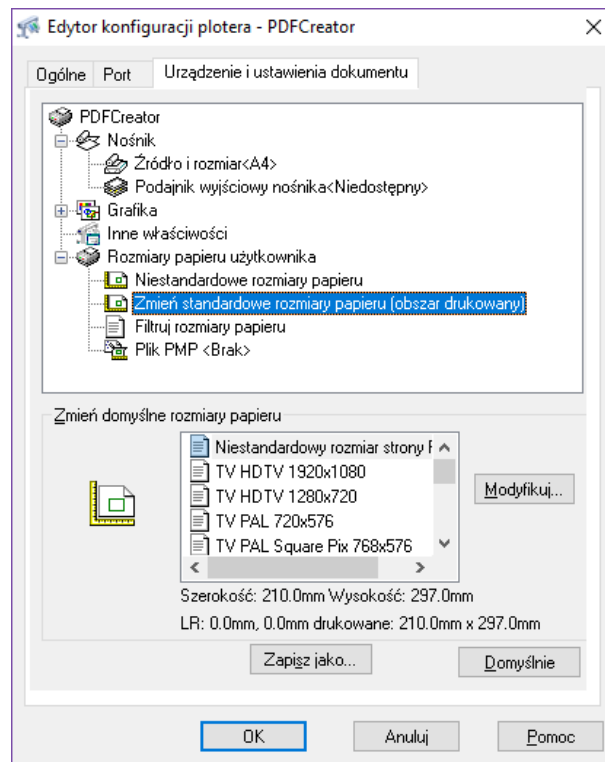 Edytor konfiguracji plotera - PDFCreator
Ogólne Port Urządzenie i ustawienia dokumentu
PDFCreator
Nośnik
Źródło i rozmiar<A4>
Podajnik wyjściowy nośnika<Niedostępny>
Grafika
Inne właściwości
Rozmiary papieru użytkownika
Niestandardowe rozmiary papieru
Zmień standardowe rozmiary papieru (obszar drukowany)
Filtruj rozmiary papieru
Plik PMP <Brak>
Zmień domyślne rozmiary papieru
Niestandardowy rozmiar strony
TV HDTV 1920x1080
TV HDTV 1280x720
TV PAL 720x576
TV PAL Square Pix 768x576
Modyfikuj...
Szerokość: 210.0mm Wysokość: 297.0mm
LR: 0.0mm, 0.0mm drukowane: 210.0mm x 297.0mm
Zapisz jako... Domyślnie
OK Anuluj Pomoc